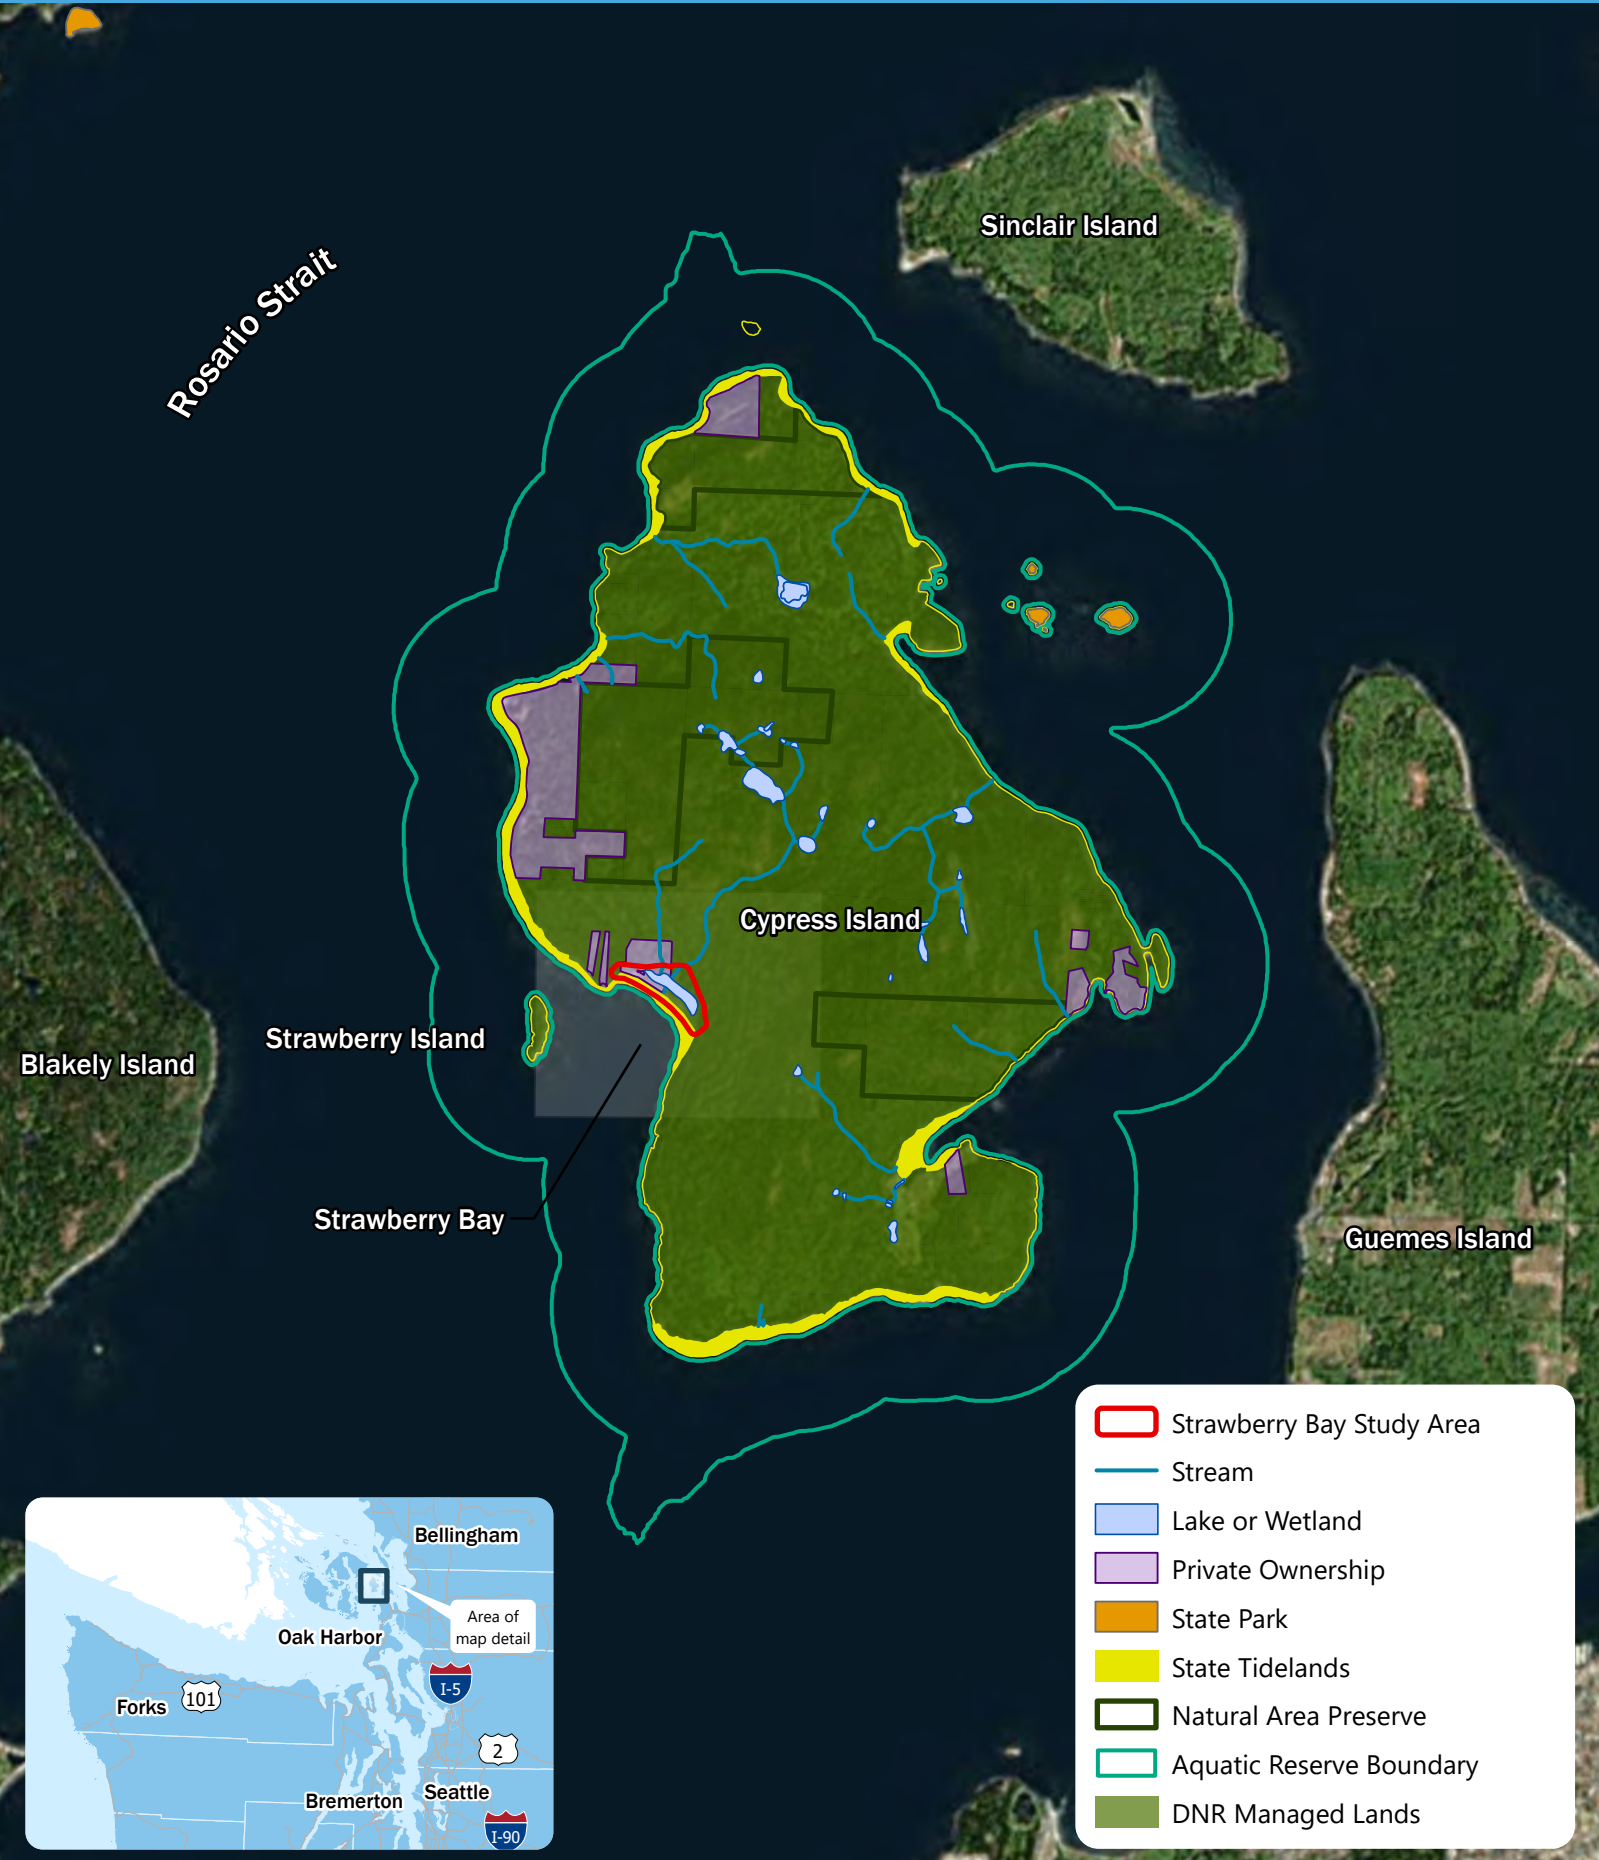 Sinclair Island
Rosario Strait
Cypress Island
Strawberry Island
Blakely Island
Strawberry Bay
Guemes Island
Strawberry Bay Study Area
Stream
Lake or Wetland
Private Ownership
State Park
State Tidelands
Natural Area Preserve
Aquatic Reserve Boundary
DNR Managed Lands
Bellingham
Area of
map detail
Oak Harbor
I-5
Forks
101
2
Seattle
Bremerton
I-90